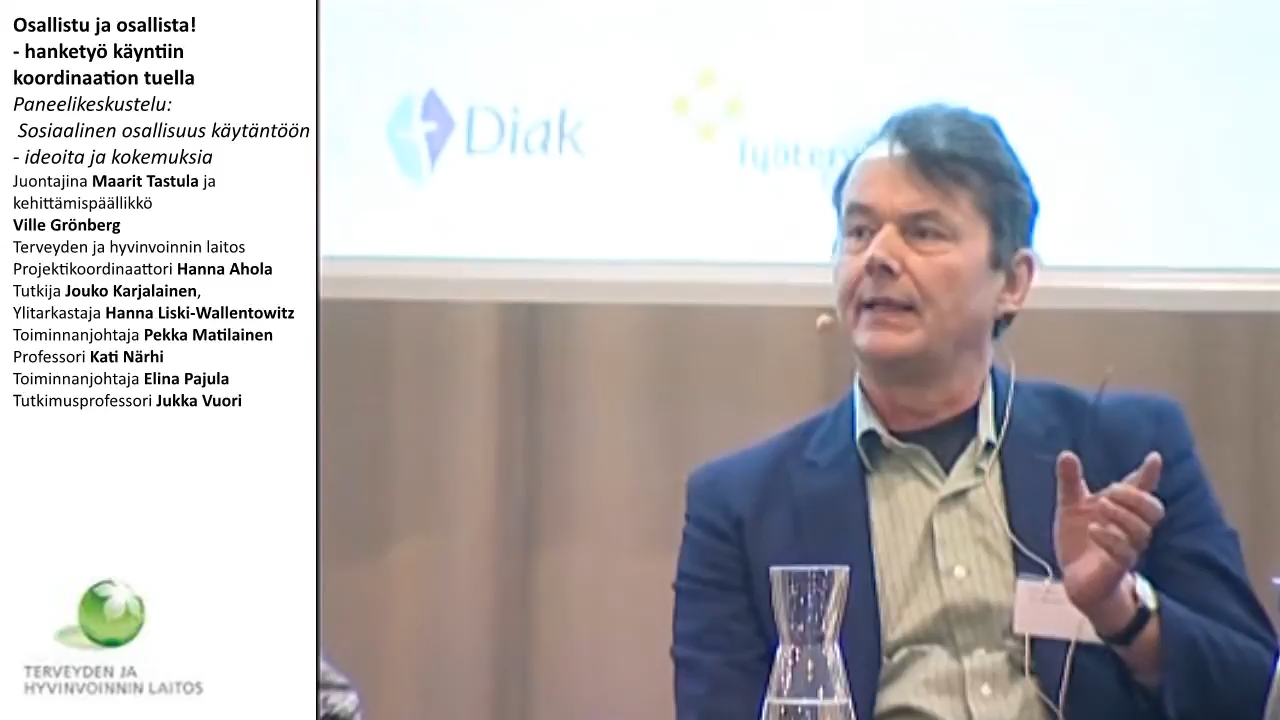 Osallistu ja osallista!
- hanketyö käyntiin
koordinaation tuella
Paneelikeskustelu:
Sosiaalinen osallisuus käytäntöön
- ideoita ja kokemuksia
Juontajina Maarit Tastula ja
kehittämispäällikkö
Ville Grönberg
Terveyden ja hyvinvoinnin laitos
Projektikoordinaattori Hanna Ahola
Tutkija Jouko Karjalainen,
Ylitarkastaja Hanna Liski-Wallentowitz
Toiminnanjohtaja Pekka Matilainen
Professori Kati Närhi
Toiminnanjohtaja Elina Pajula
Tutkimusprofessori Jukka Vuori
TERVEYDEN JA
HYVINVOINNIN LAITOS
Diak